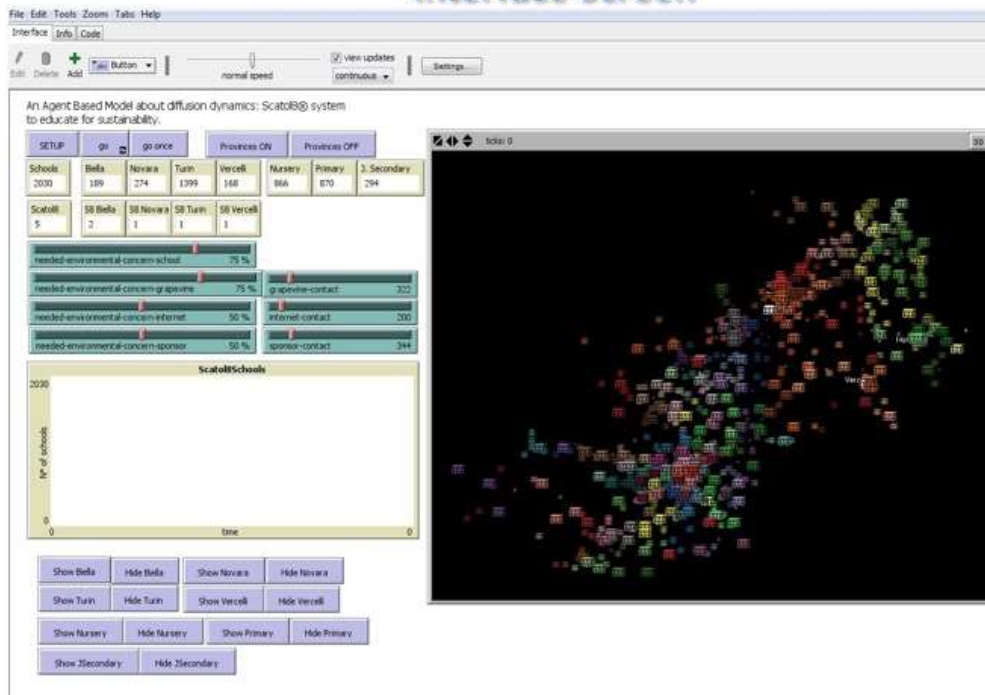 Interface Screen
File Edit Tools Zoom Tabs Help
Interface Info Code
Edit Delete Add Button normal speed view updates continuous Settings...
An Agent Based Model about diffusion dynamics: Scatol8® system
to educate for sustainability.
SETUP go go once Provinces ON Provinces OFF
Schools Biella Novara Turin Vercelli Nursery Primary J. Secondary
2030 189 274 1399 168 866 870 294
Scatol8 S8 Biella S8 Novara S8 Turin S8 Vercelli
5 2 1 1 1
needed-environmental-concern-school 75 %
needed-environmental-concern-grapevine 75 % grapevine-contact 322
needed-environmental-concern-internet 50 % internet-contact 200
needed-environmental-concern-sponsor 50 % sponsor-contact 344
Scatol8Schools
2030
N° of schools
0
0 time 0
Show Biella Hide Biella Show Novara Hide Novara
Show Turin Hide Turin Show Vercelli Hide Vercelli
Show Nursery Hide Nursery Show Primary Hide Primary
Show JSecondary Hide JSecondary
ticks: 0 3D